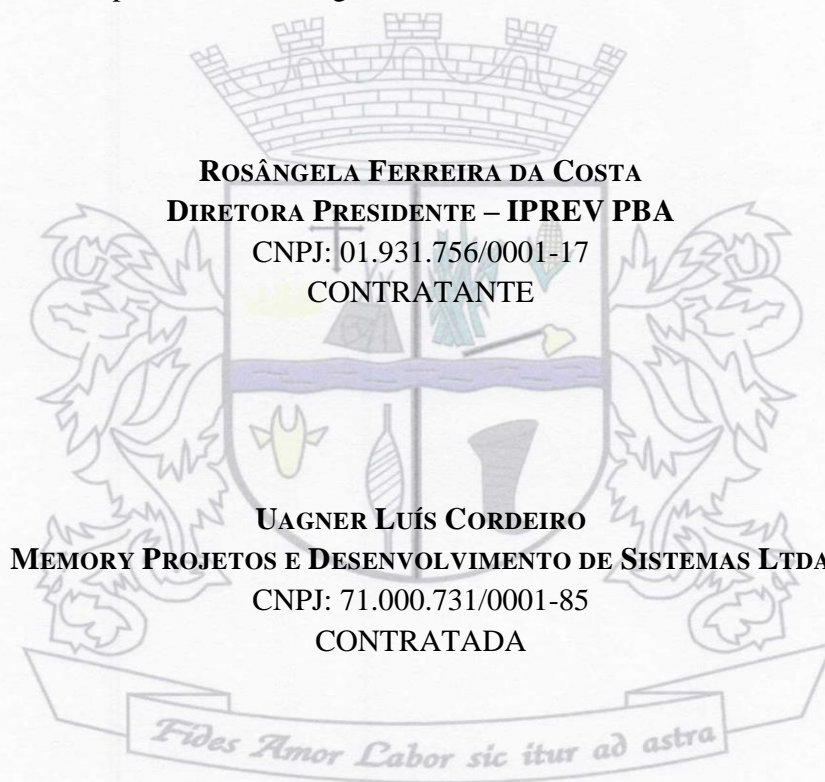 ROSÂNGELA FERREIRA DA COSTA
DIRETORA PRESIDENTE – IPREV PBA
CNPJ: 01.931.756/0001-17
CONTRATANTE
UAGNER LUÍS CORDEIRO
MEMORY PROJETOS E DESENVOLVIMENTO DE SISTEMAS LTDA
CNPJ: 71.000.731/0001-85
CONTRATADA
Fides Amor Labor sic itur ad astra